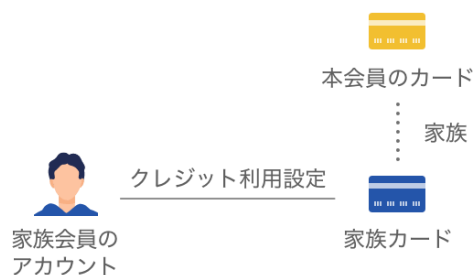 本会員のカード
家族
クレジット利用設定
家族会員の
アカウント
家族カード